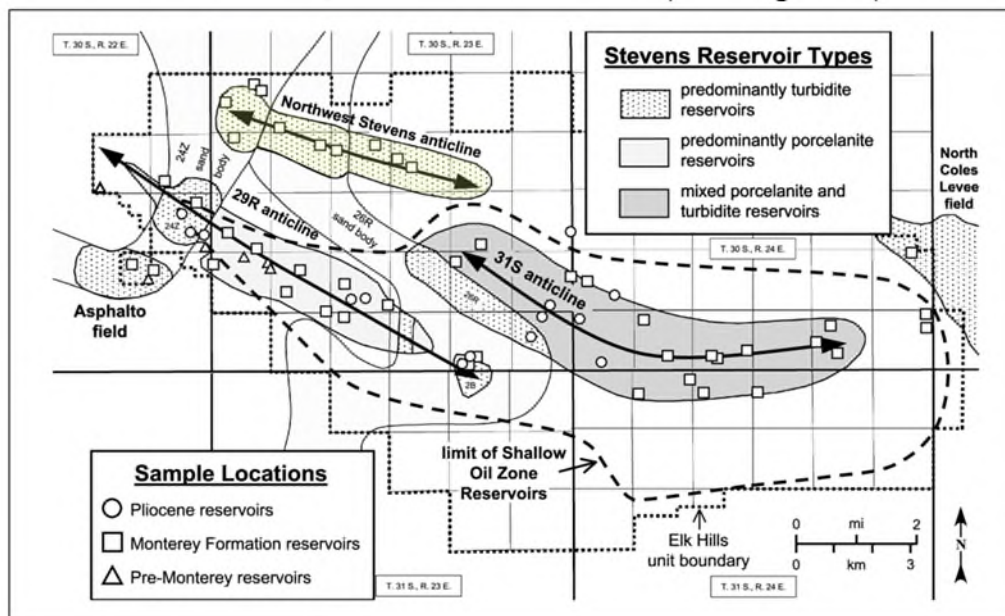 T. 30 S., R. 22 E.
T. 30 S., R. 23 E.
Stevens Reservoir Types
predominantly turbidite
reservoirs
predominantly porcelanite
reservoirs
mixed porcelanite and
turbidite reservoirs
Northwest Stevens anticline
24Z
sand
body
29R anticline
26R
sand body
24Z
31S anticline
26R
2B
North
Coles
Levee
field
T. 30 S., R. 24 E.
Asphalto
field
limit of Shallow
Oil Zone
Reservoirs
Sample Locations
Pliocene reservoirs
Monterey Formation reservoirs
Pre-Monterey reservoirs
Elk Hills
unit boundary
0 mi 2
0 km 3
N
T. 31 S., R. 23 E.
T. 31 S., R. 24 E.